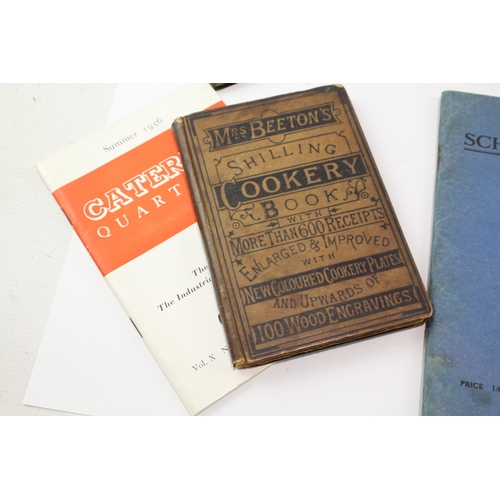 Summer 1956
CATER
QUART
The
The Industri
Vol. X N
MRS BEETON'S
SHILLING
COOKERY
BOOK
WITH
MORE THAN 600 RECEIPTS
ENLARGED & IMPROVED
WITH
NEW COLOURED COOKERY PLATES
AND UPWARDS OF
100 WOOD ENGRAVINGS
SCH
PRICE 1/